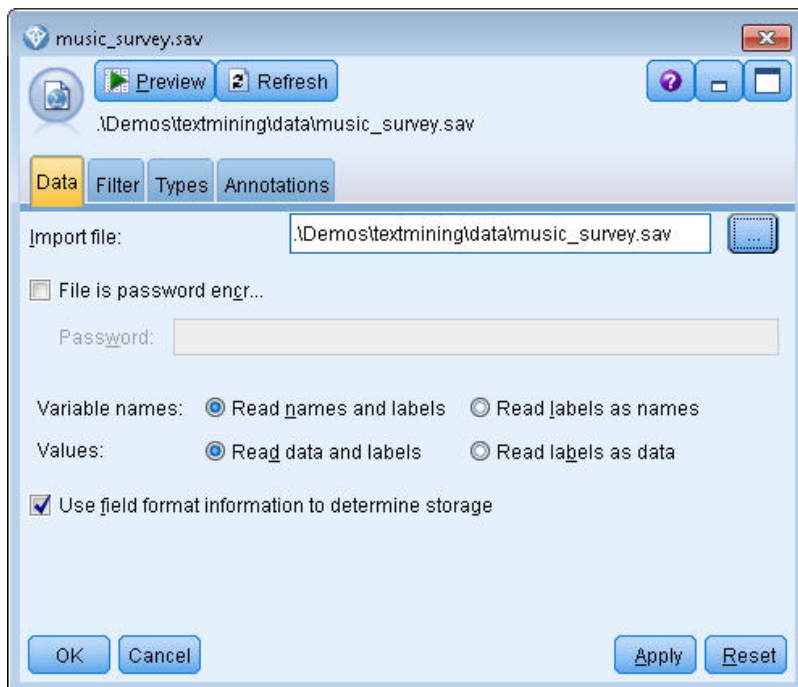 music_survey.sav
Preview Refresh
.\Demos\textmining\data\music_survey.sav
Data Filter Types Annotations
Import file: .\Demos\textmining\data\music_survey.sav ...
File is password encr...
Password:
Variable names: Read names and labels Read labels as names
Values: Read data and labels Read labels as data
Use field format information to determine storage
OK Cancel Apply Reset